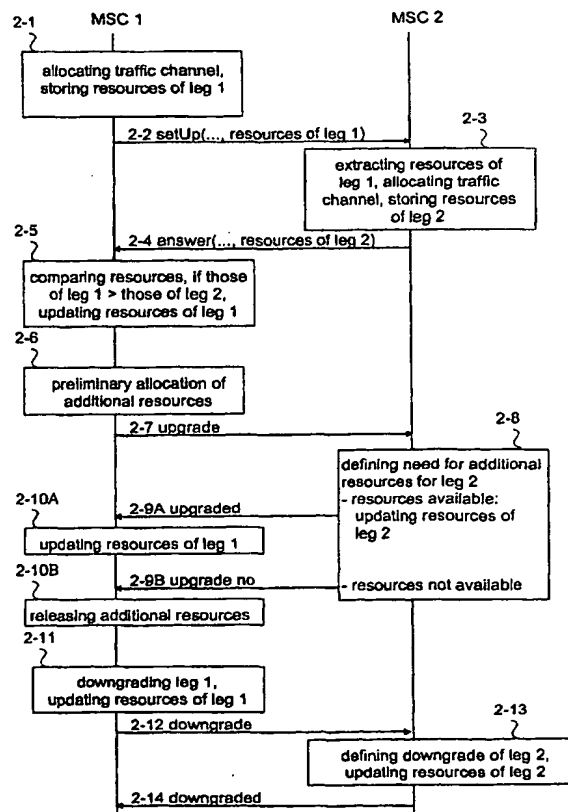 MSC 1
MSC 2
2-1
allocating traffic channel,
storing resources of leg 1
2-2 setUp(..., resources of leg 1)
2-3
extracting resources of
leg 1, allocating traffic
channel, storing resources
of leg 2
2-4 answer(..., resources of leg 2)
2-5
comparing resources, if those
of leg 1 > those of leg 2,
updating resources of leg 1
2-6
preliminary allocation of
additional resources
2-7 upgrade
2-8
defining need for additional
resources for leg 2
- resources available:
updating resources of
leg 2
2-9A upgraded
2-10A
updating resources of leg 1
2-9B upgrade no
- resources not available
2-10B
releasing additional resources
2-11
downgrading leg 1,
updating resources of leg 1
2-12 downgrade
2-13
defining downgrade of leg 2,
updating resources of leg 2
2-14 downgraded